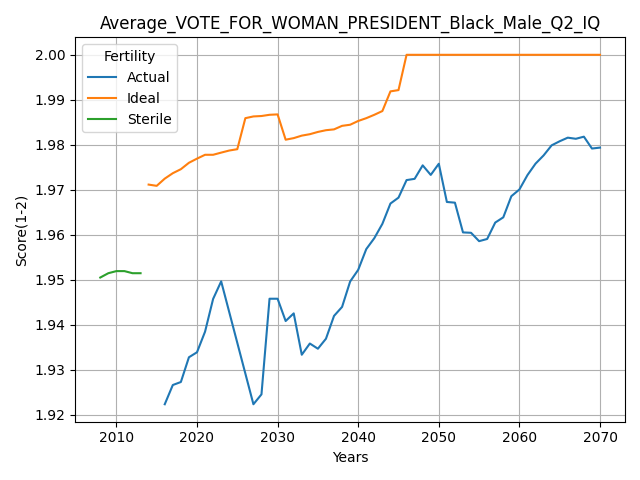 Average_VOTE_FOR_WOMAN_PRESIDENT_Black_Male_Q2_IQ
Fertility
Actual
Ideal
Sterile
Score(1-2)
2.00
1.99
1.98
1.97
1.96
1.95
1.94
1.93
1.92
2010 2020 2030 2040 2050 2060 2070
Years